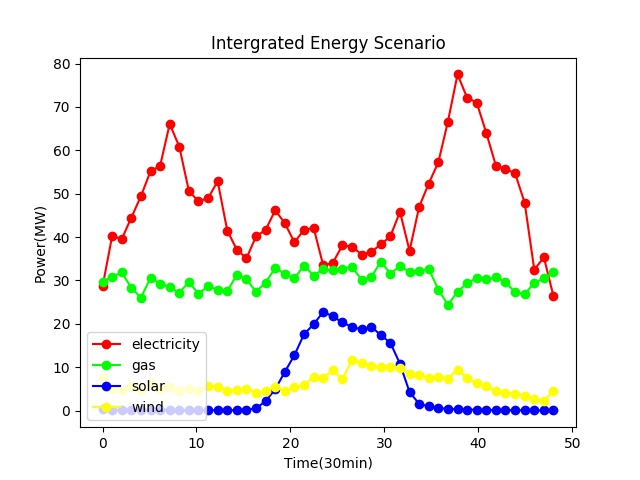 Intergrated Energy Scenario
Power(MW)
80
70
60
50
40
30
20
10
0
electricity
gas
solar
wind
0 10 20 30 40 50
Time(30min)